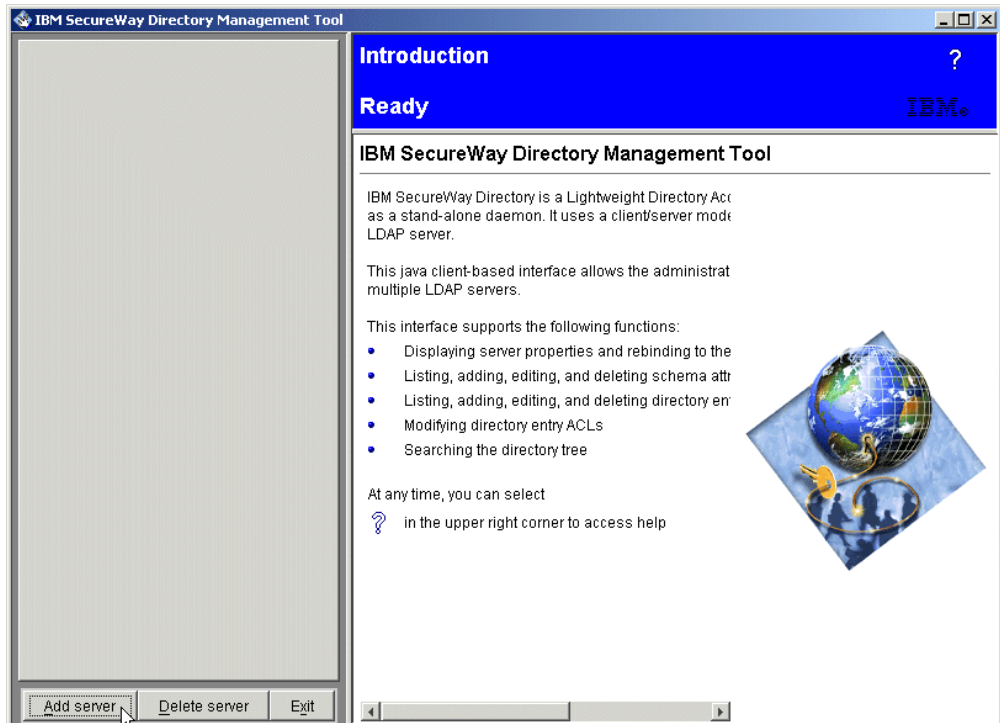 IBM SecureWay Directory Management Tool
Introduction
?
Ready
IBM
IBM SecureWay Directory Management Tool
IBM SecureWay Directory is a Lightweight Directory Acc
as a stand-alone daemon. It uses a client/server mode
LDAP server.
This java client-based interface allows the administrat
multiple LDAP servers.
This interface supports the following functions:
• Displaying server properties and rebinding to the
• Listing, adding, editing, and deleting schema attr
• Listing, adding, editing, and deleting directory en
• Modifying directory entry ACLs
• Searching the directory tree
At any time, you can select
? in the upper right corner to access help
Add server Delete server Exit